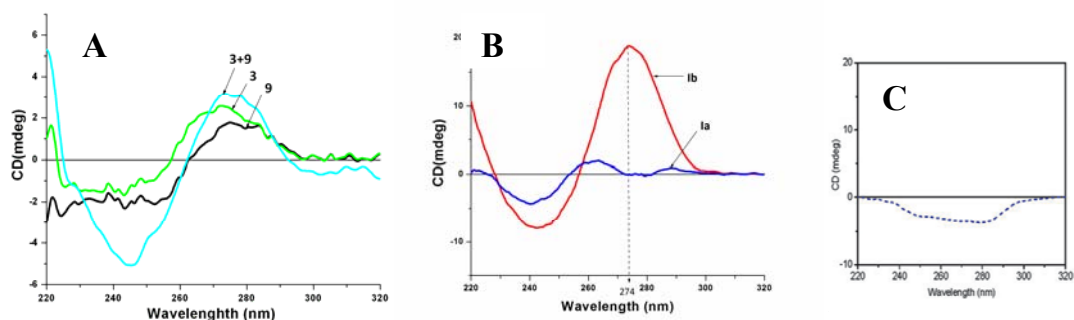 A
CD(mdeg)
6
4
2
0
-2
-4
6
3+9
3
9
220 240 260 280 300 320
Wavelenghth (nm)
B
CD(mdeg)
20
10
0
-10
Ib
Ia
220 240 260 274 280 300 320
Wavelength (nm)
C
CD (mdeg)
20
10
0
-10
220 240 260 280 300 320
Wavelength (nm)